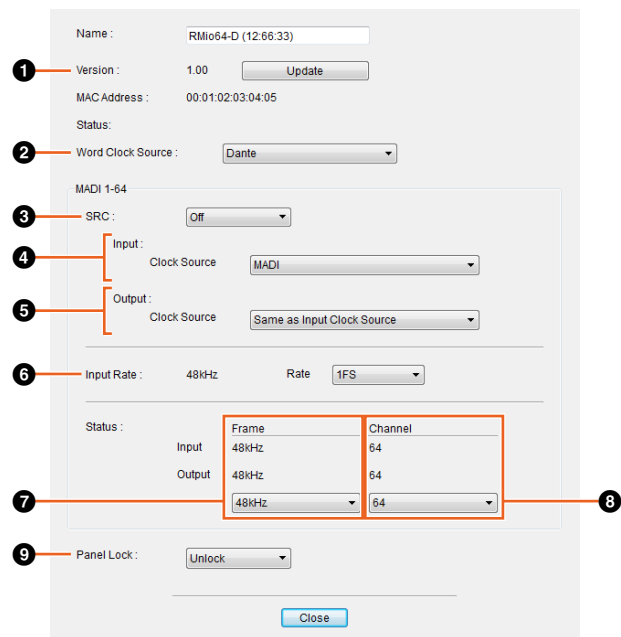 Name : RMio64-D (12:66:33)
1 Version : 1.00 Update
MAC Address : 00:01:02:03:04:05
Status:
2 Word Clock Source : Dante
MADI 1-64
3 SRC : Off
4 Input :
Clock Source MADI
5 Output :
Clock Source Same as Input Clock Source
6 Input Rate : 48kHz Rate 1FS
Status : Frame Channel
Input 48kHz 64
Output 48kHz 64
7 48kHz 64 8
9 Panel Lock : Unlock
Close